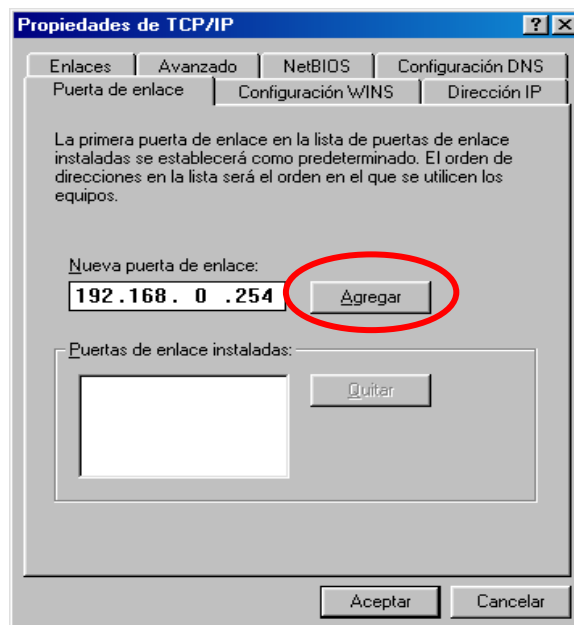 Propiedades de TCP/IP
Enlaces Avanzado NetBIOS Configuración DNS
Puerta de enlace Configuración WINS Dirección IP
La primera puerta de enlace en la lista de puertas de enlace
instaladas se establecerá como predeterminado. El orden de
direcciones en la lista será el orden en el que se utilicen los
equipos.
Nueva puerta de enlace:
192.168. 0 .254 Agregar
Puertas de enlace instaladas:
Quitar
Aceptar Cancelar